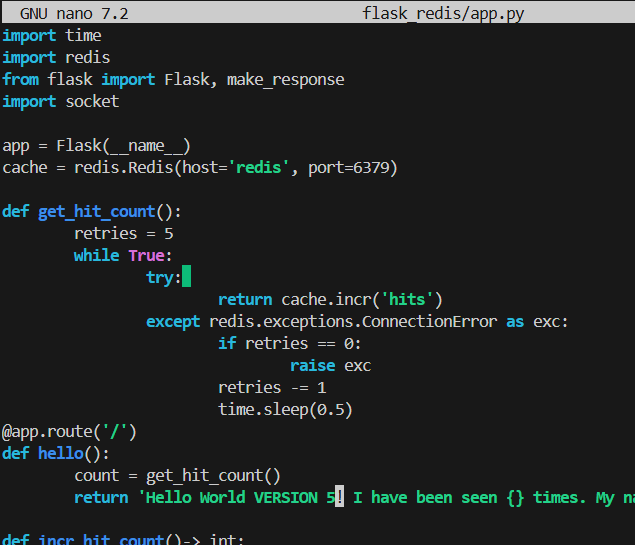 GNU nano 7.2 flask_redis/app.py
import time
import redis
from flask import Flask, make_response
import socket

app = Flask(__name__)
cache = redis.Redis(host='redis', port=6379)

def get_hit_count():
        retries = 5
        while True:
                try:
                        return cache.incr('hits')
                except redis.exceptions.ConnectionError as exc:
                        if retries == 0:
                                raise exc
                        retries -= 1
                        time.sleep(0.5)
@app.route('/')
def hello():
        count = get_hit_count()
        return 'Hello World VERSION 5! I have been seen {} times. My na

def incr_hit_count()-> int: